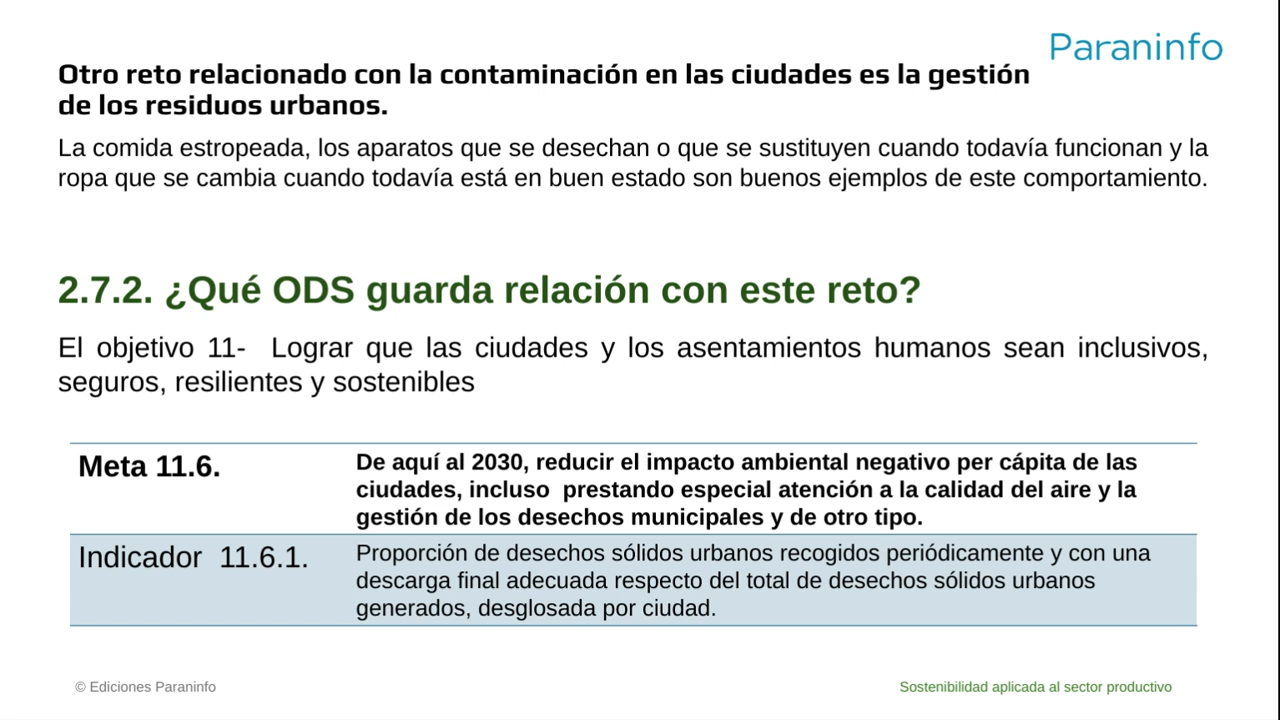 Paraninfo
Otro reto relacionado con la contaminación en las ciudades es la gestión
de los residuos urbanos.
La comida estropeada, los aparatos que se desechan o que se sustituyen cuando todavía funcionan y la
ropa que se cambia cuando todavía está en buen estado son buenos ejemplos de este comportamiento.
2.7.2. ¿Qué ODS guarda relación con este reto?
El objetivo 11- Lograr que las ciudades y los asentamientos humanos sean inclusivos,
seguros, resilientes y sostenibles
Meta 11.6.
De aquí al 2030, reducir el impacto ambiental negativo per cápita de las
ciudades, incluso prestando especial atención a la calidad del aire y la
gestión de los desechos municipales y de otro tipo.
Indicador 11.6.1.
Proporción de desechos sólidos urbanos recogidos periódicamente y con una
descarga final adecuada respecto del total de desechos sólidos urbanos
generados, desglosada por ciudad.
© Ediciones Paraninfo
Sostenibilidad aplicada al sector productivo